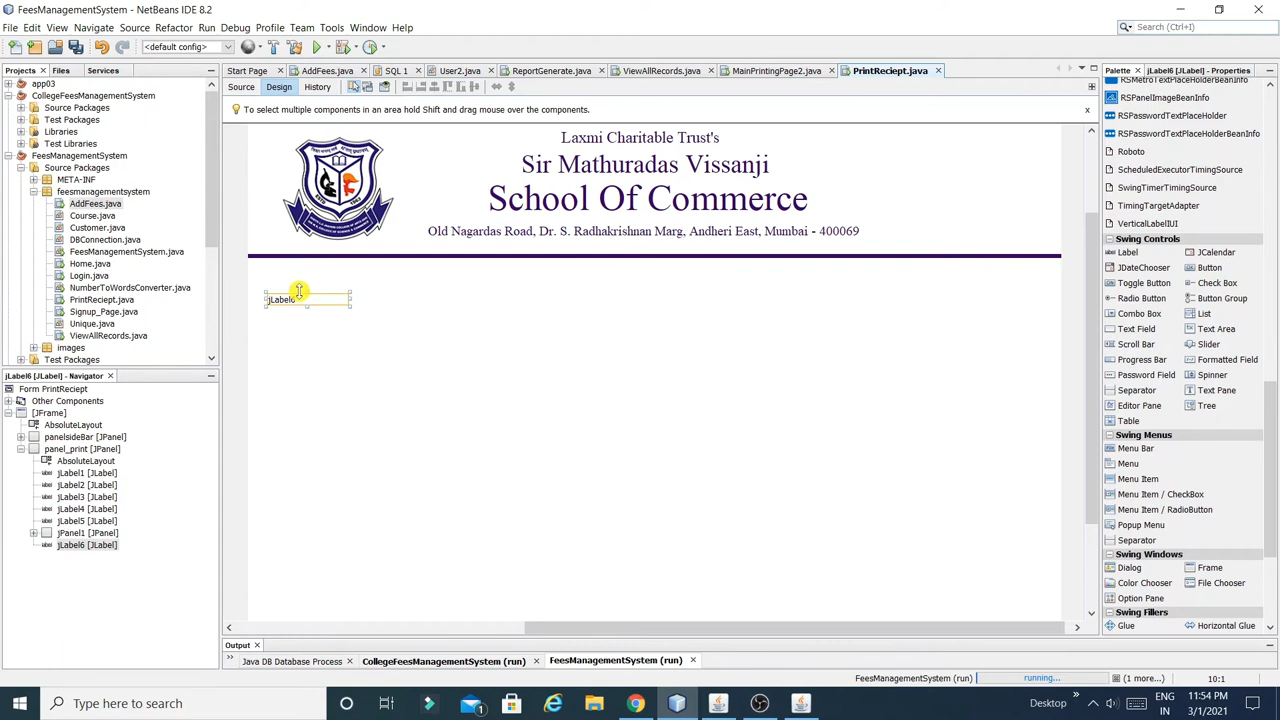 FeesManagementSystem - NetBeans IDE 8.2
File Edit View Navigate Source Refactor Run Debug Profile Team Tools Window Help
Search (Ctrl+I)
<default config>
Projects Files Services
Start Page AddFees.java SQL 1 User2.java ReportGenerate.java ViewAllRecords.java MainPrintingPage2.java PrintReciept.java
Palette jLabel6 [JLabel] - Properties
app03
CollegeFeesManagementSystem
Source Packages
Test Packages
Libraries
Test Libraries
FeesManagementSystem
Source Packages
META-INF
feesmanagementsystem
AddFees.java
Course.java
Customer.java
DBConnection.java
FeesManagementSystem.java
Home.java
Login.java
NumberToWordsConverter.java
PrintReciept.java
Signup_Page.java
Unique.java
ViewAllRecords.java
images
Test Packages
jLabel6 [JLabel] - Navigator
Form PrintReciept
Other Components
[JFrame]
AbsoluteLayout
panelsideBar [JPanel]
panel_print [JPanel]
AbsoluteLayout
jLabel1 [JLabel]
jLabel2 [JLabel]
jLabel3 [JLabel]
jLabel4 [JLabel]
jLabel5 [JLabel]
jPanel1 [JPanel]
jLabel6 [JLabel]
Source Design History
To select multiple components in an area hold Shift and drag mouse over the components.
Laxmi Charitable Trust's
Sir Mathuradas Vissanji
School Of Commerce
Old Nagardas Road, Dr. S. Radhakrishnan Marg, Andheri East, Mumbai - 400069
jLabel6
RSMetroTextPlaceHolderBeanInfo
RSPanelImageBeanInfo
RSPasswordTextPlaceHolder
RSPasswordTextPlaceHolderBeanInfo
Roboto
ScheduledExecutorTimingSource
SwingTimerTimingSource
TimingTargetAdapter
VerticalLabelUI
Swing Controls
Label JCalendar
JDateChooser Button
Toggle Button Check Box
Radio Button Button Group
Combo Box List
Text Field Text Area
Scroll Bar Slider
Progress Bar Formatted Field
Password Field Spinner
Separator Text Pane
Editor Pane Tree
Table
Swing Menus
Menu Bar
Menu
Menu Item
Menu Item / CheckBox
Menu Item / RadioButton
Popup Menu
Separator
Swing Windows
Dialog Frame
Color Chooser File Chooser
Option Pane
Swing Fillers
Glue Horizontal Glue
Output
Java DB Database Process CollegeFeesManagementSystem (run) FeesManagementSystem (run)
FeesManagementSystem (run) running... (1 more...) 10:1
Type here to search
1
Desktop
ENG
IN
11:54 PM
3/1/2021